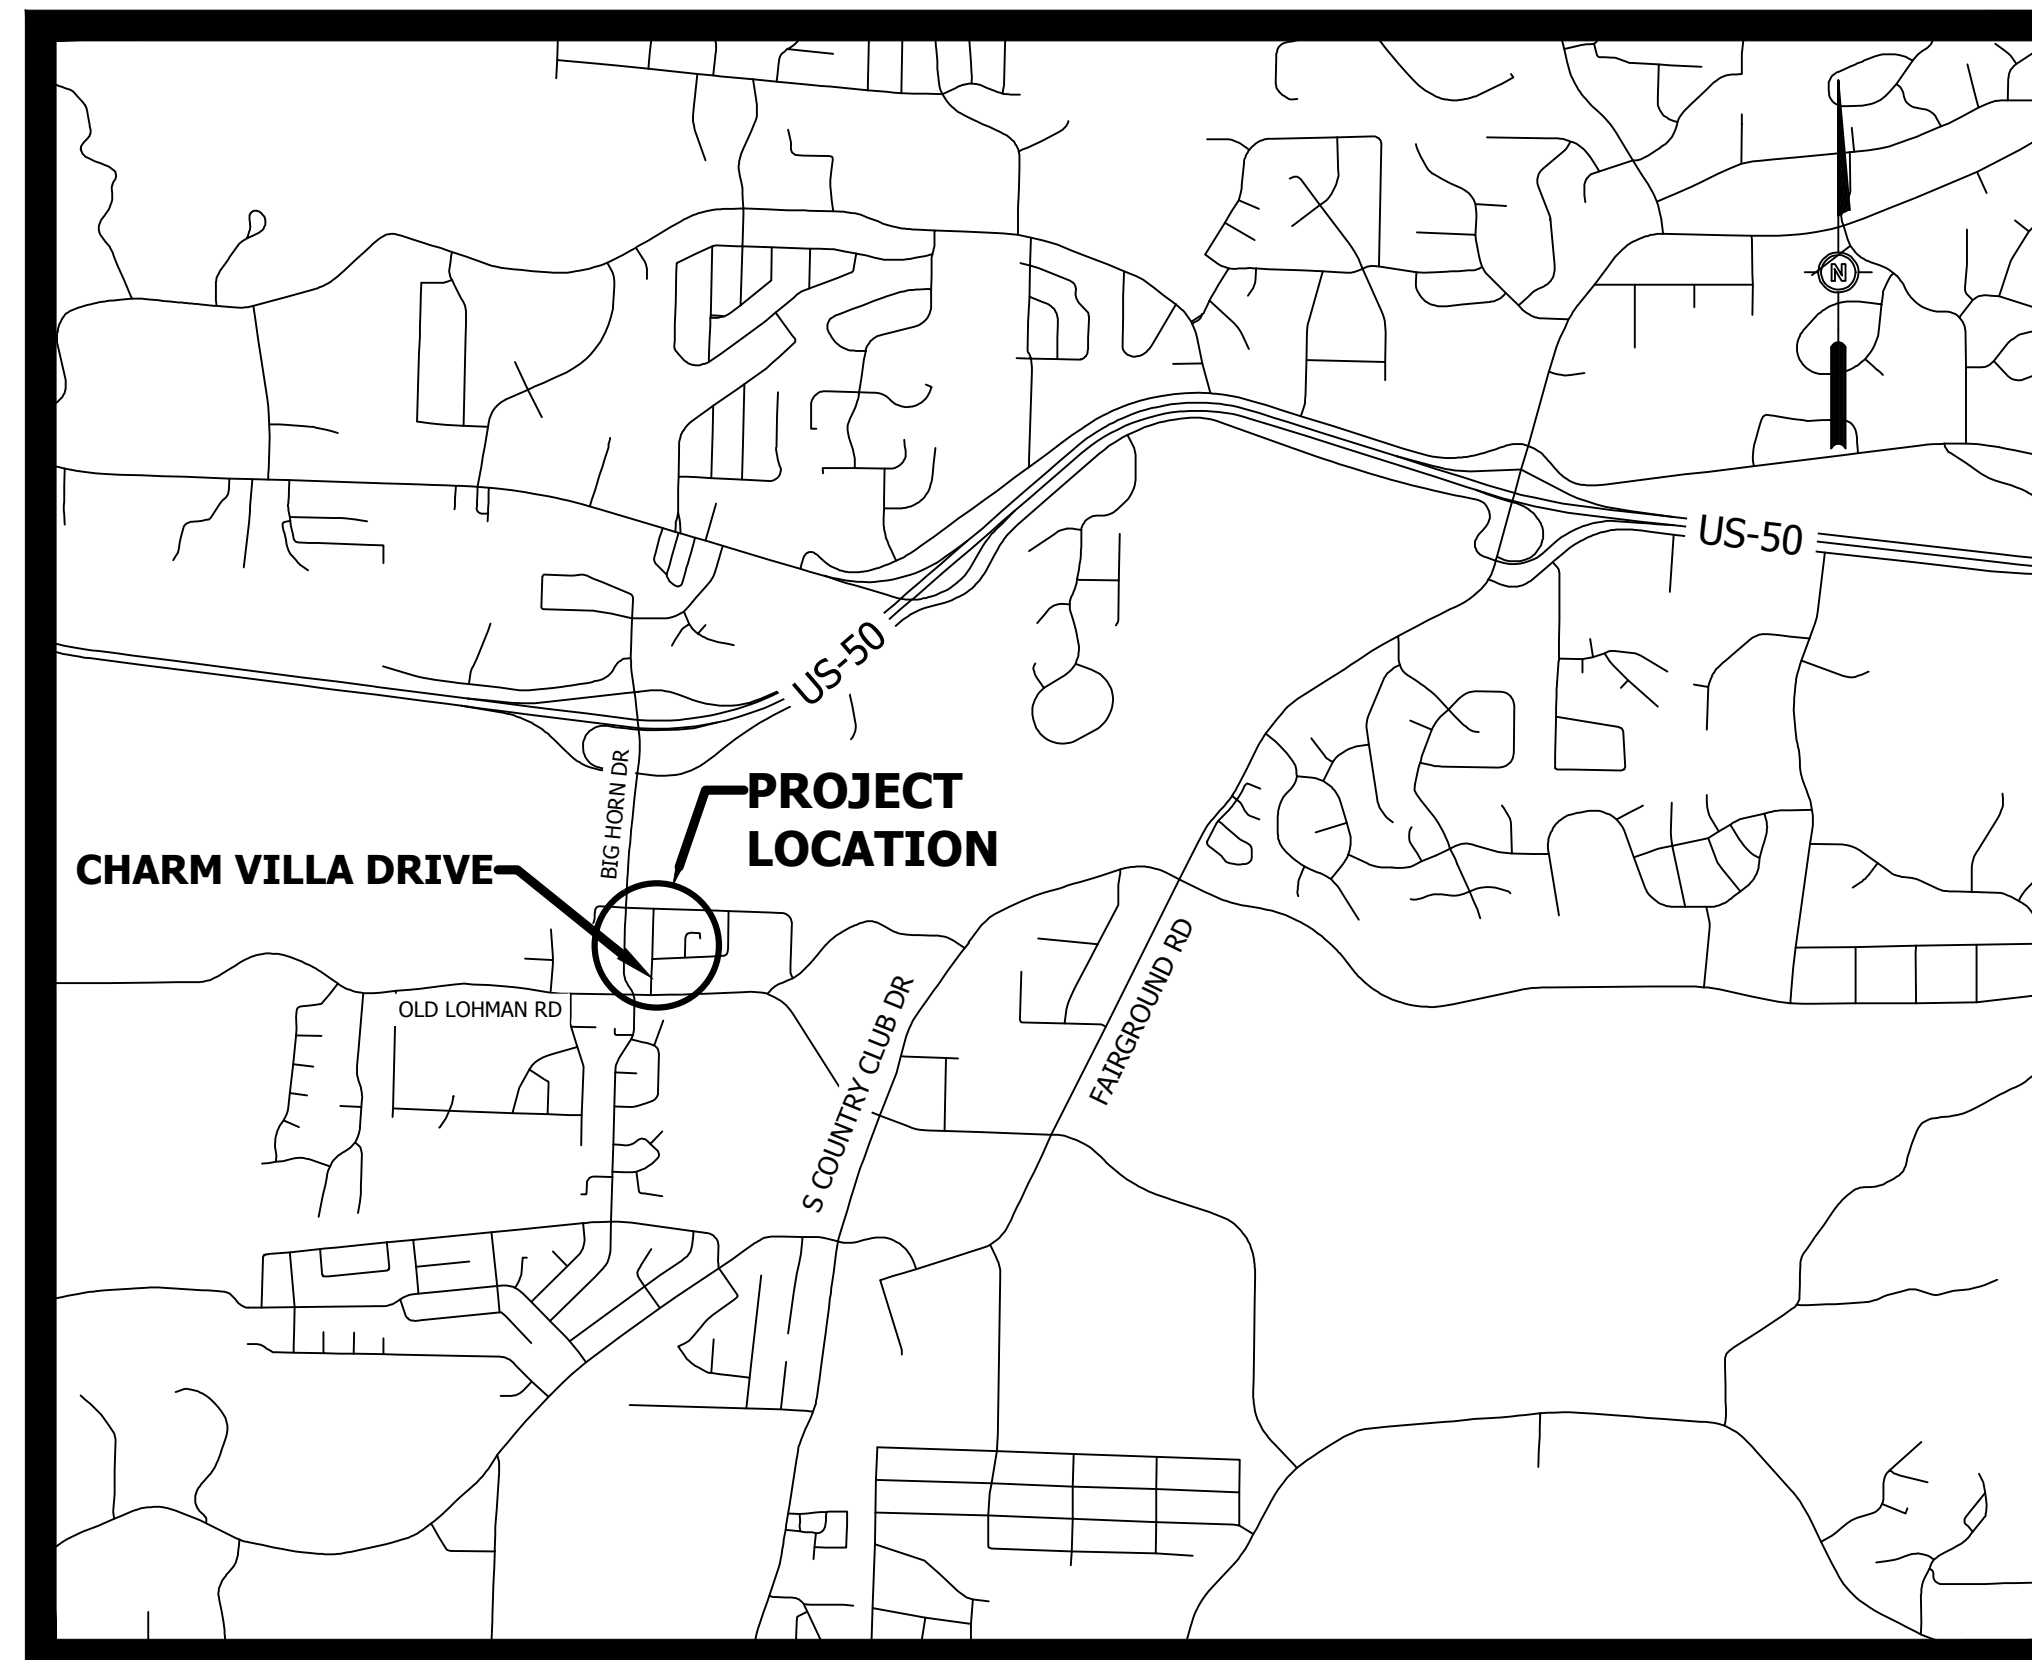 N
US-50
US-50
BIG HORN DR
PROJECT
LOCATION
CHARM VILLA DRIVE
OLD LOHMAN RD
S COUNTRY CLUB DR
FAIRGROUND RD